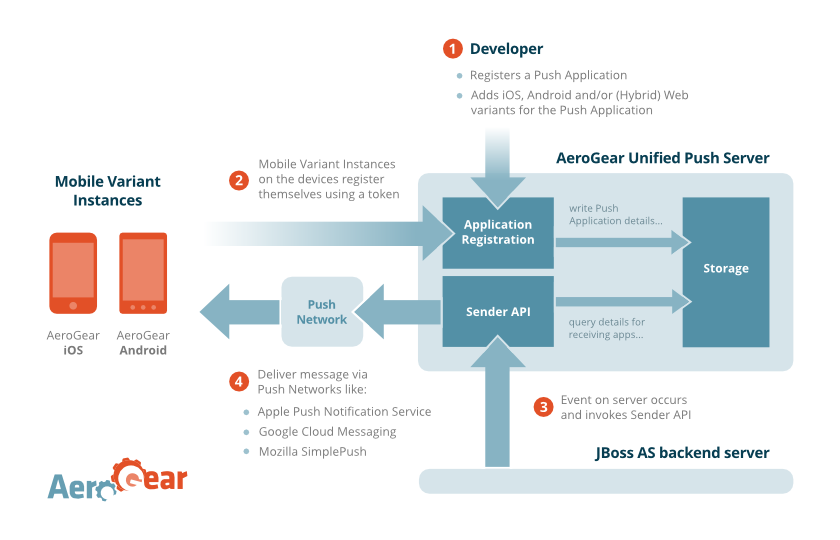 1 Developer
Registers a Push Application
Adds iOS, Android and/or (Hybrid) Web
variants for the Push Application
AeroGear Unified Push Server
2 Mobile Variant Instances
on the devices register
themselves using a token
Mobile Variant
Instances
Application
Registration
write Push
Application details...
Storage
Push
Network
Sender API
query details for
receiving apps...
AeroGear
iOS
AeroGear
Android
4 Deliver message via
Push Networks like:
Apple Push Notification Service
Google Cloud Messaging
Mozilla SimplePush
3 Event on server occurs
and invokes Sender API
JBoss AS backend server
AeroGear